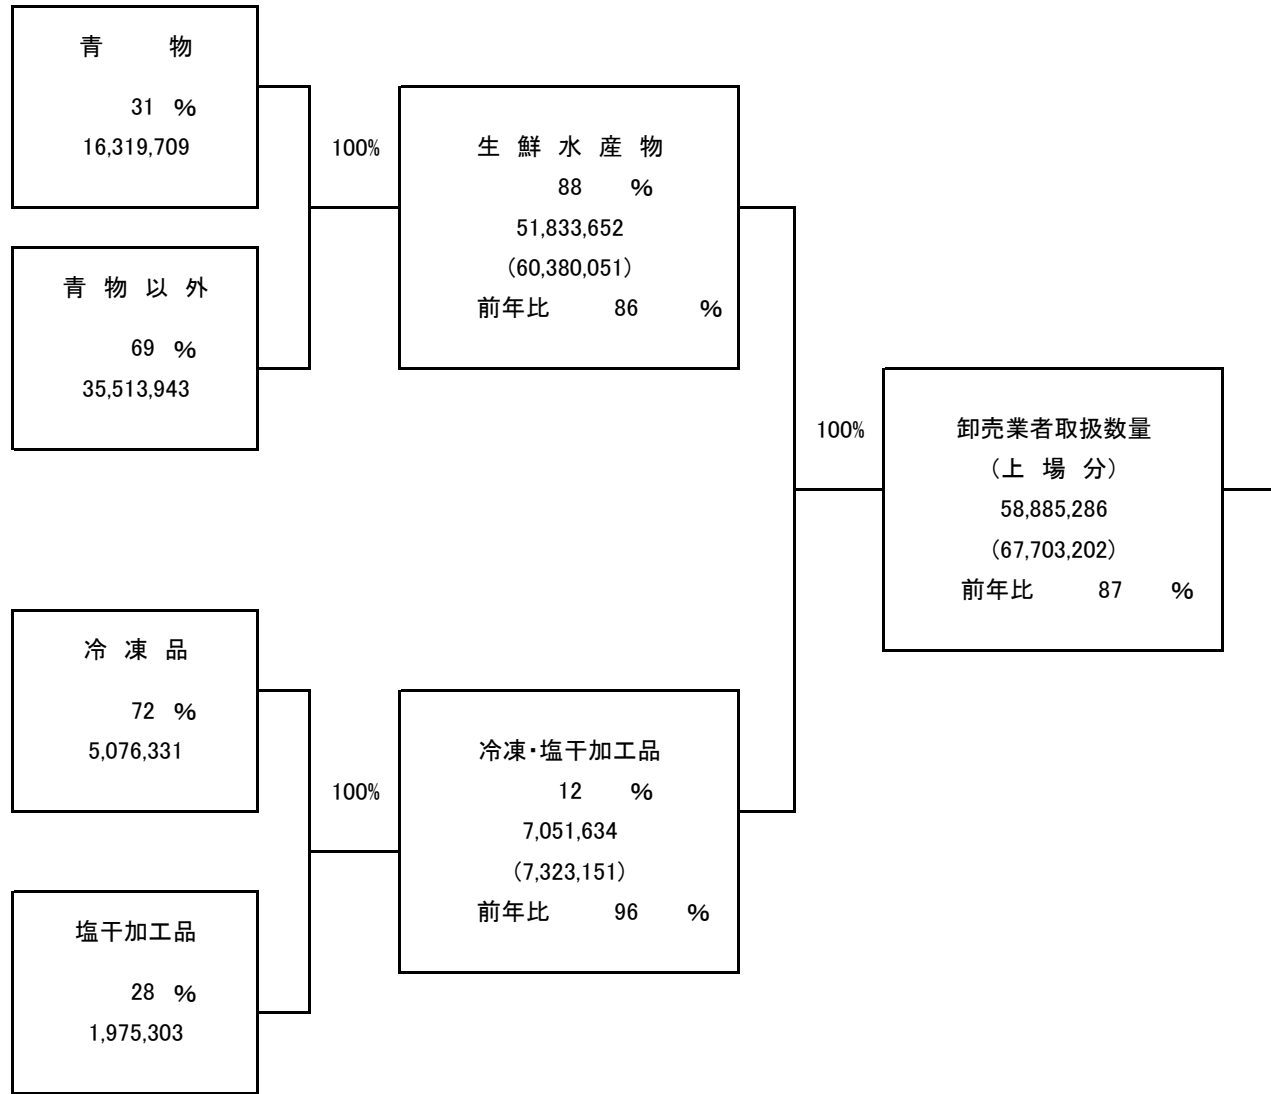 青 物
31 %
16,319,709
青 物 以 外
69 %
35,513,943
100%
生 鮮 水 産 物
88 %
51,833,652
(60,380,051)
前年比 86 %
冷 凍 品
72 %
5,076,331
塩干加工品
28 %
1,975,303
100%
冷凍・塩干加工品
12 %
7,051,634
(7,323,151)
前年比 96 %
100%
卸売業者取扱数量
(上 場 分)
58,885,286
(67,703,202)
前年比 87 %